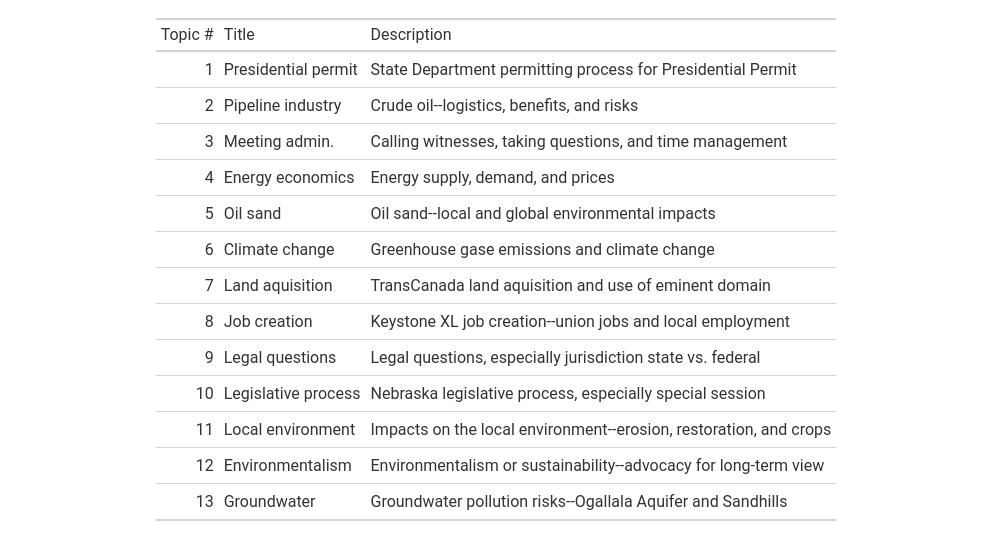 Topic # Title Description
1 Presidential permit State Department permitting process for Presidential Permit
2 Pipeline industry Crude oil--logistics, benefits, and risks
3 Meeting admin. Calling witnesses, taking questions, and time management
4 Energy economics Energy supply, demand, and prices
5 Oil sand Oil sand--local and global environmental impacts
6 Climate change Greenhouse gase emissions and climate change
7 Land aquisition TransCanada land aquisition and use of eminent domain
8 Job creation Keystone XL job creation--union jobs and local employment
9 Legal questions Legal questions, especially jurisdiction state vs. federal
10 Legislative process Nebraska legislative process, especially special session
11 Local environment Impacts on the local environment--erosion, restoration, and crops
12 Environmentalism Environmentalism or sustainability--advocacy for long-term view
13 Groundwater Groundwater pollution risks--Ogallala Aquifer and Sandhills